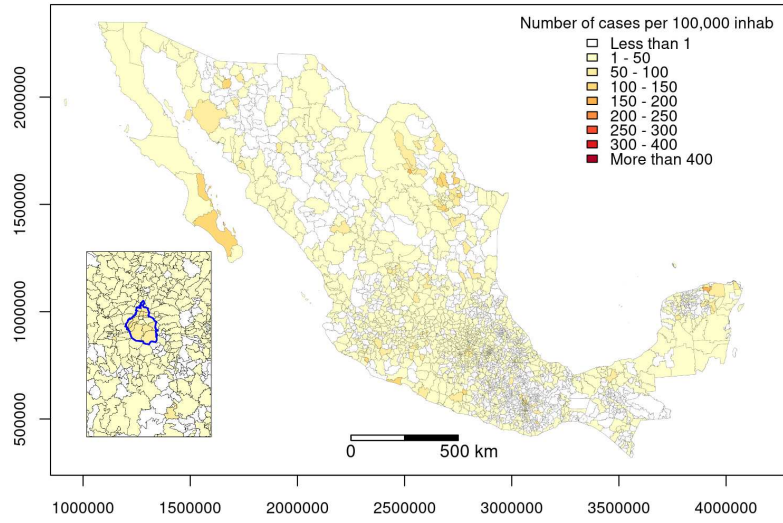 Number of cases per 100,000 inhab
Less than 1
1 - 50
50 - 100
100 - 150
150 - 200
200 - 250
250 - 300
300 - 400
More than 400
2000000
1500000
1000000
500000
0 500 km
1000000 1500000 2000000 2500000 3000000 3500000 4000000